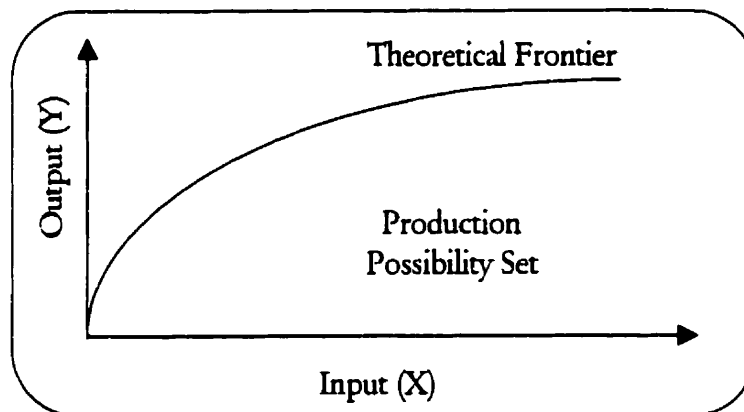 Theoretical Frontier
Output (Y)
Production
Possibility Set
Input (X)